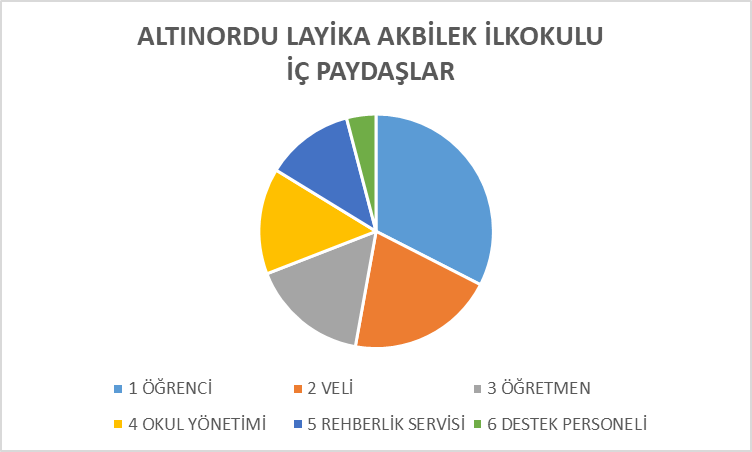 ALTINORDU LAYİKA AKBİLEK İLKOKULU
İÇ PAYDAŞLAR
1 ÖĞRENCİ 2 VELİ 3 ÖĞRETMEN
4 OKUL YÖNETİMİ 5 REHBERLİK SERVİSİ 6 DESTEK PERSONELİ